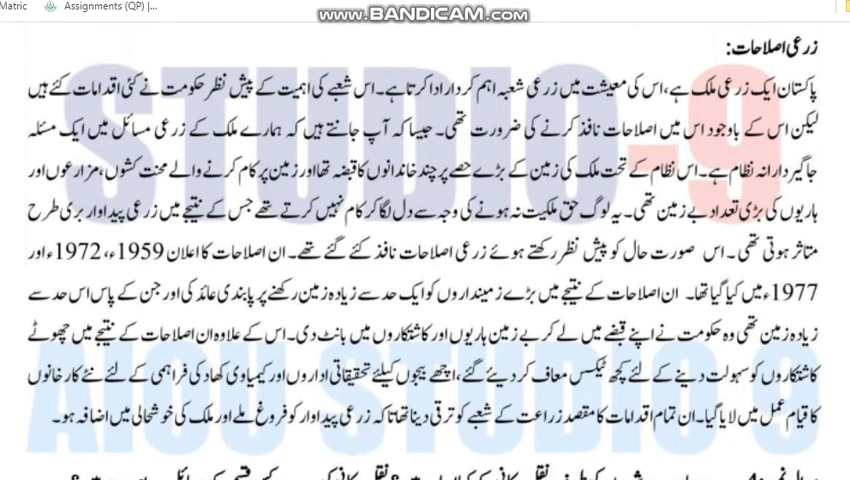 Matric
Assignments (QP) |...
www.BANDICAM.com
زرعی اصلاحات:
پاکستان ایک زرعی ملک ہے، اس کی معیشت میں زرعی شعبہ اہم کردار ادا کرتا ہے۔ اس شعبے کی اہمیت کے پیش نظر حکومت نے کئی اقدامات کئے ہیں
لیکن اس کے باوجود اس میں اصلاحات نافذ کرنے کی ضرورت تھی۔ جیسا کہ آپ جانتے ہیں کہ ہمارے ملک کے زرعی مسائل میں ایک مسئلہ
جاگیردارانہ نظام ہے۔ اس نظام کے تحت ملک کی زمین کے بڑے حصے پر چند خاندانوں کا قبضہ تھا اور زمین پر کام کرنے والے محنت کشوں، مزارعوں اور
ہاریوں کی بڑی تعداد بے زمین تھی۔ یہ لوگ حق ملکیت نہ ہونے کی وجہ سے دل لگا کر کام نہیں کرتے تھے جس کے نتیجے میں زرعی پیداوار بری طرح
متاثر ہوتی تھی۔ اس صورت حال کو پیش نظر رکھتے ہوئے زرعی اصلاحات نافذ کئے گئے تھے۔ ان اصلاحات کا اعلان 1959ء، 1972ء اور
1977ء میں کیا گیا تھا۔ ان اصلاحات کے نتیجے میں بڑے زمینداروں کو ایک حد سے زیادہ زمین رکھنے پر پابندی عائد کی اور جن کے پاس اس حد سے
زیادہ زمین تھی وہ حکومت نے اپنے قبضے میں لے کر بے زمین ہاریوں اور کاشتکاروں میں بانٹ دی۔ اس کے علاوہ ان اصلاحات کے نتیجے میں چھوٹے
کاشتکاروں کو سہولت دینے کے لئے کچھ ٹیکس معاف کر دیئے گئے، اچھے بیجوں کیلئے تحقیقاتی اداروں اور کیمیاوی کھاد کی فراہمی کے لئے نئے کارخانوں
کا قیام عمل میں لایا گیا۔ ان تمام اقدامات کا مقصد زراعت کے شعبے کو ترقی دینا تھا تاکہ زرعی پیداوار کو فروغ ملے اور ملک کی خوشحالی میں اضافہ ہو۔
STUDIO-9
AIOU STUDIO 9